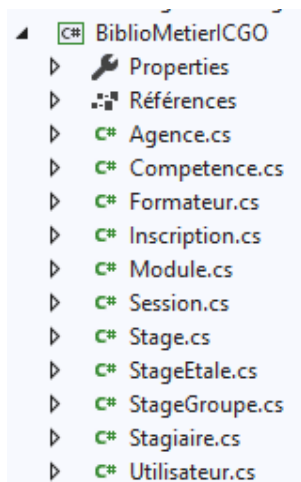 C# BiblioMetierICGO
Properties
Références
C# Agence.cs
C# Competence.cs
C# Formateur.cs
C# Inscription.cs
C# Module.cs
C# Session.cs
C# Stage.cs
C# StageEtale.cs
C# StageGroupe.cs
C# Stagiaire.cs
C# Utilisateur.cs